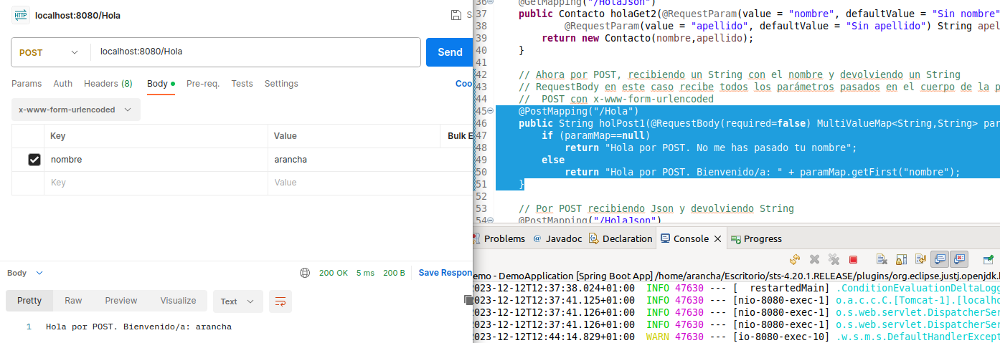 HTTP localhost:8080/Hola
POST localhost:8080/Hola Send
Params Auth Headers (8) Body Pre-req. Tests Settings Coo
x-www-form-urlencoded
Key Value Bulk E
nombre arancha
Key Value
Body 200 OK 5 ms 200 B Save Respon
Pretty Raw Preview Visualize Text
1 Hola por POST. Bienvenido/a: arancha
36 @GetMapping("/HolaJson")
37 public Contacto holaGet2(@RequestParam(value = "nombre", defaultValue = "Sin nombre"
38 @RequestParam(value = "apellido", defaultValue = "Sin apellido") String apel
39 return new Contacto(nombre,apellido);
40 }
41
42 // Ahora por POST, recibiendo un String con el nombre y devolviendo un String
43 // RequestBody en este caso recibe todos los parámetros pasados en el cuerpo de la p
44 // POST con x-www-form-urlencoded
45 @PostMapping("/Hola")
46 public String holPost1(@RequestBody(required=false) MultiValueMap<String,String> par
47 if (paramMap==null)
48 return "Hola por POST. No me has pasado tu nombre";
49 else
50 return "Hola por POST. Bienvenido/a: " + paramMap.getFirst("nombre");
51 }
52
53 // Por POST recibiendo Json y devolviendo String
54 @PostMapping("/HolaJson")
Problems @ Javadoc Declaration Console Progress
emo - DemoApplication [Spring Boot App] /home/arancha/Escritorio/sts-4.20.1.RELEASE/plugins/org.eclipse.justj.openjdk.
2023-12-12T12:37:38.024+01:00 INFO 47630 --- [ restartedMain] .ConditionEvaluationDeltaLogg
2023-12-12T12:37:41.125+01:00 INFO 47630 --- [nio-8080-exec-1] o.a.c.c.C.[Tomcat-1].[localho
2023-12-12T12:37:41.126+01:00 INFO 47630 --- [nio-8080-exec-1] o.s.web.servlet.DispatcherSer
2023-12-12T12:37:41.126+01:00 INFO 47630 --- [nio-8080-exec-1] o.s.web.servlet.DispatcherSer
2023-12-12T12:44:14.829+01:00 WARN 47630 --- [io-8080-exec-10] .w.s.m.s.DefaultHandlerExcept